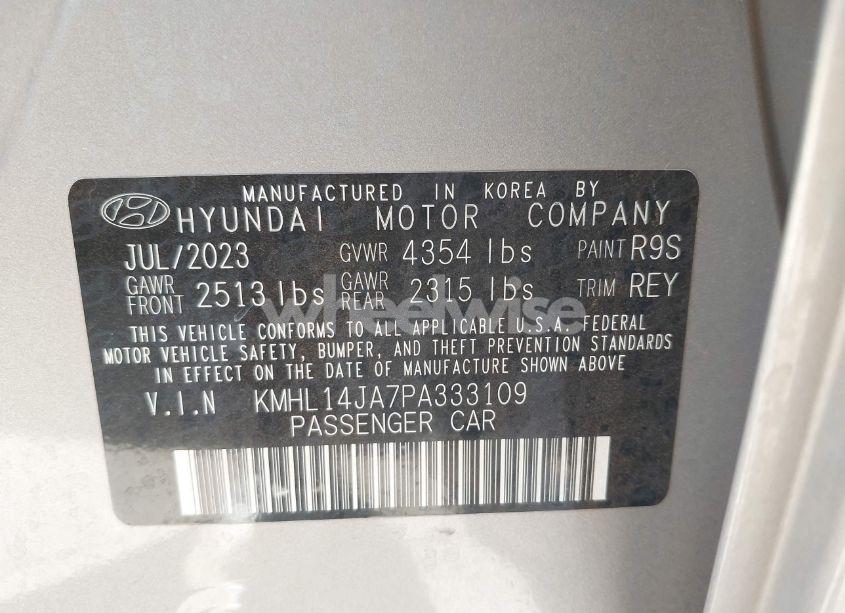 MANUFACTURED IN KOREA BY
HYUNDAI MOTOR COMPANY
JUL/2023 GVWR 4354 lbs PAINT R9S
GAWR FRONT 2513 lbs GAWR REAR 2315 lbs TRIM REY
wheelwise
THIS VEHICLE CONFORMS TO ALL APPLICABLE U.S.A. FEDERAL
MOTOR VEHICLE SAFETY, BUMPER, AND THEFT PREVENTION STANDARDS
IN EFFECT ON THE DATE OF MANUFACTURE SHOWN ABOVE
V.I.N KMHL14JA7PA333109
PASSENGER CAR